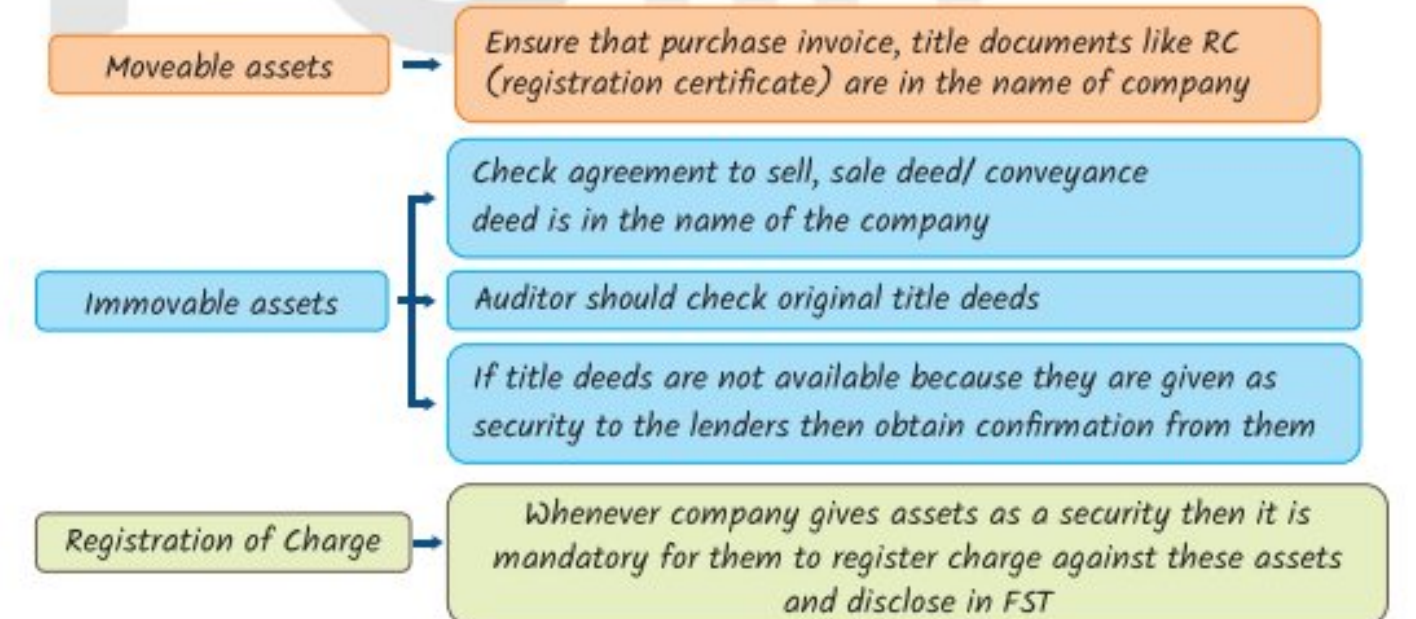 Moveable assets
Ensure that purchase invoice, title documents like RC
(registration certificate) are in the name of company
Check agreement to sell, sale deed/ conveyance
deed is in the name of the company
Immovable assets
Auditor should check original title deeds
If title deeds are not available because they are given as
security to the lenders then obtain confirmation from them
Registration of Charge
Whenever company gives assets as a security then it is
mandatory for them to register charge against these assets
and disclose in FST